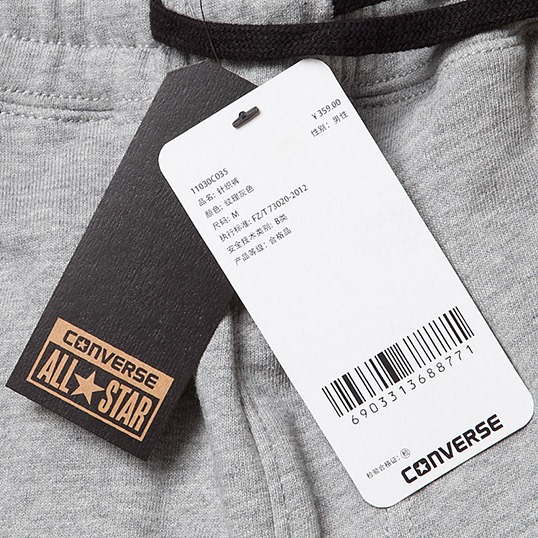 ¥359.00
性别: 男性
11030C035
品名: 针织裤
颜色: 纹理灰色
尺码: M
执行标准: FZ/T 73020-2012
安全技术类别: B类
产品等级: 合格品
6903313688771
检验合格证: 检
CONVERSE
CONVERSE
ALL★STAR